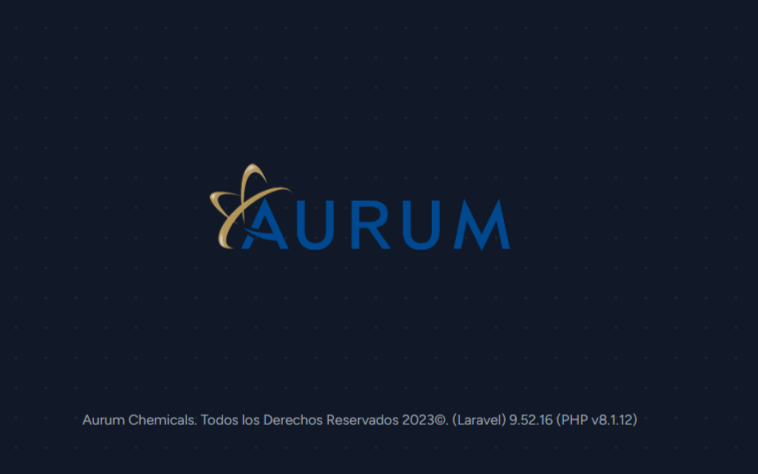 AURUM
Aurum Chemicals. Todos los Derechos Reservados 2023©. (Laravel) 9.52.16 (PHP v8.1.12)